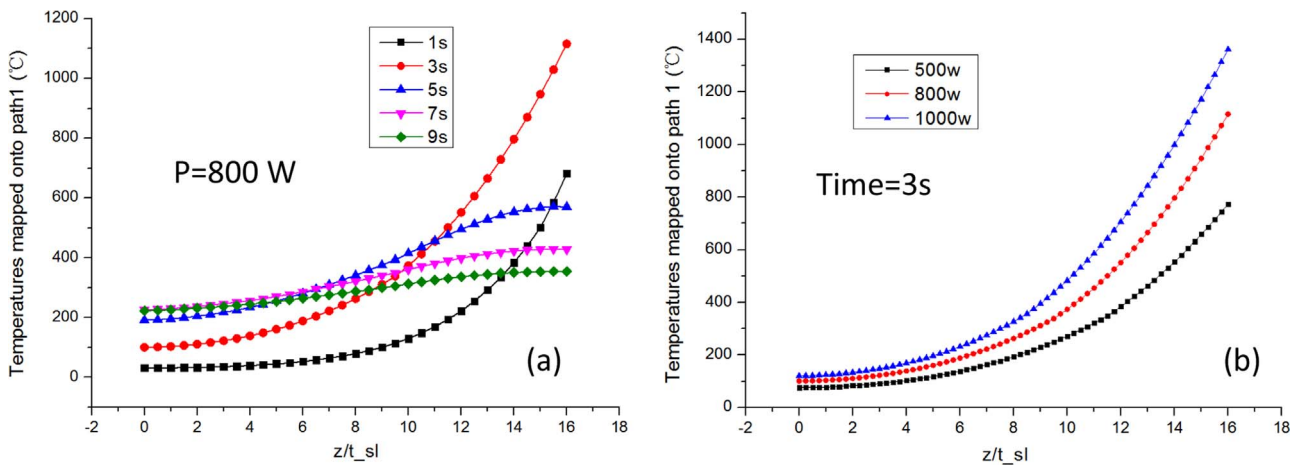 Temperatures mapped onto path1 (℃)
1200
1000
800
600
400
200
0
1s
3s
5s
7s
9s
P=800 W
(a)
-2 0 2 4 6 8 10 12 14 16 18
z/t_sl
Temperatures mapped onto path 1 (℃)
1400
1200
1000
800
600
400
200
0
500w
800w
1000w
Time=3s
(b)
-2 0 2 4 6 8 10 12 14 16 18
z/t_sl